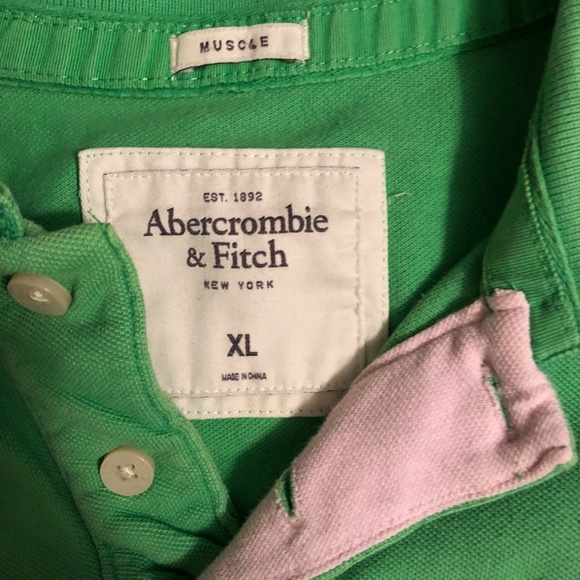 MUSCLE
EST. 1892
Abercrombie
& Fitch
NEW YORK
XL
MADE IN CHINA